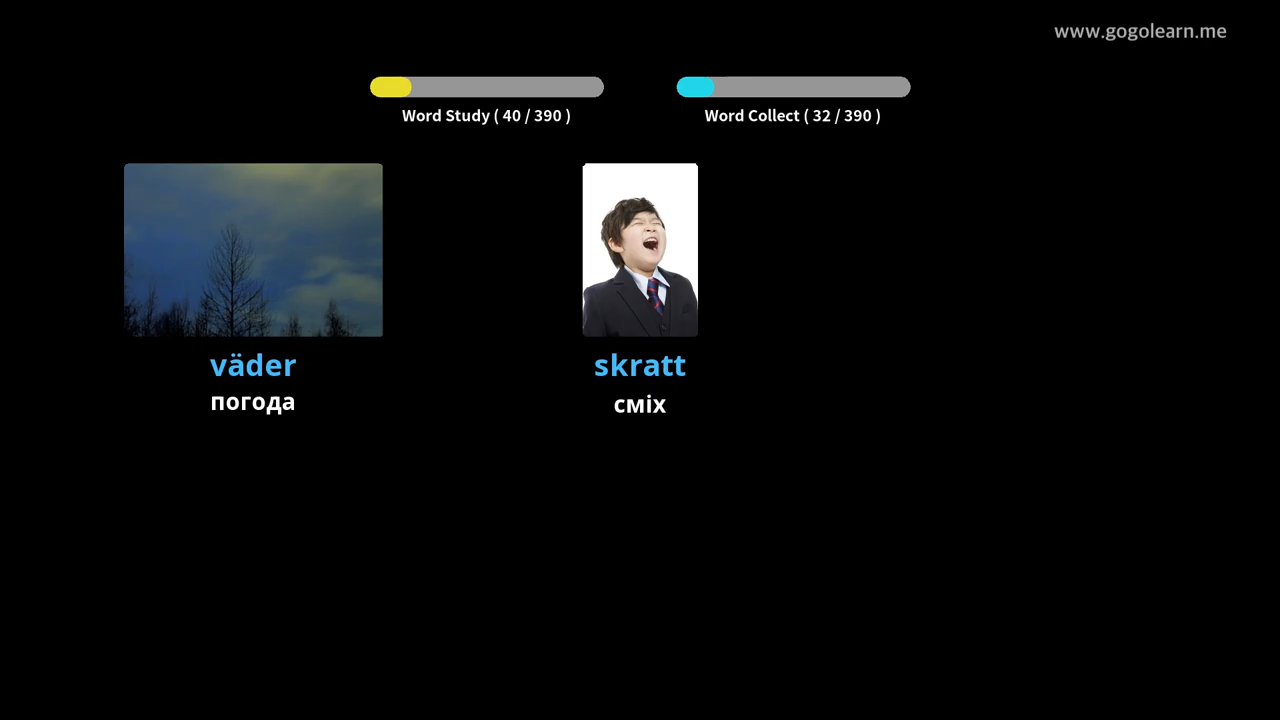 www.gogolearn.me
Word Study ( 40 / 390 )
Word Collect ( 32 / 390 )
väder
погода
skratt
сміх